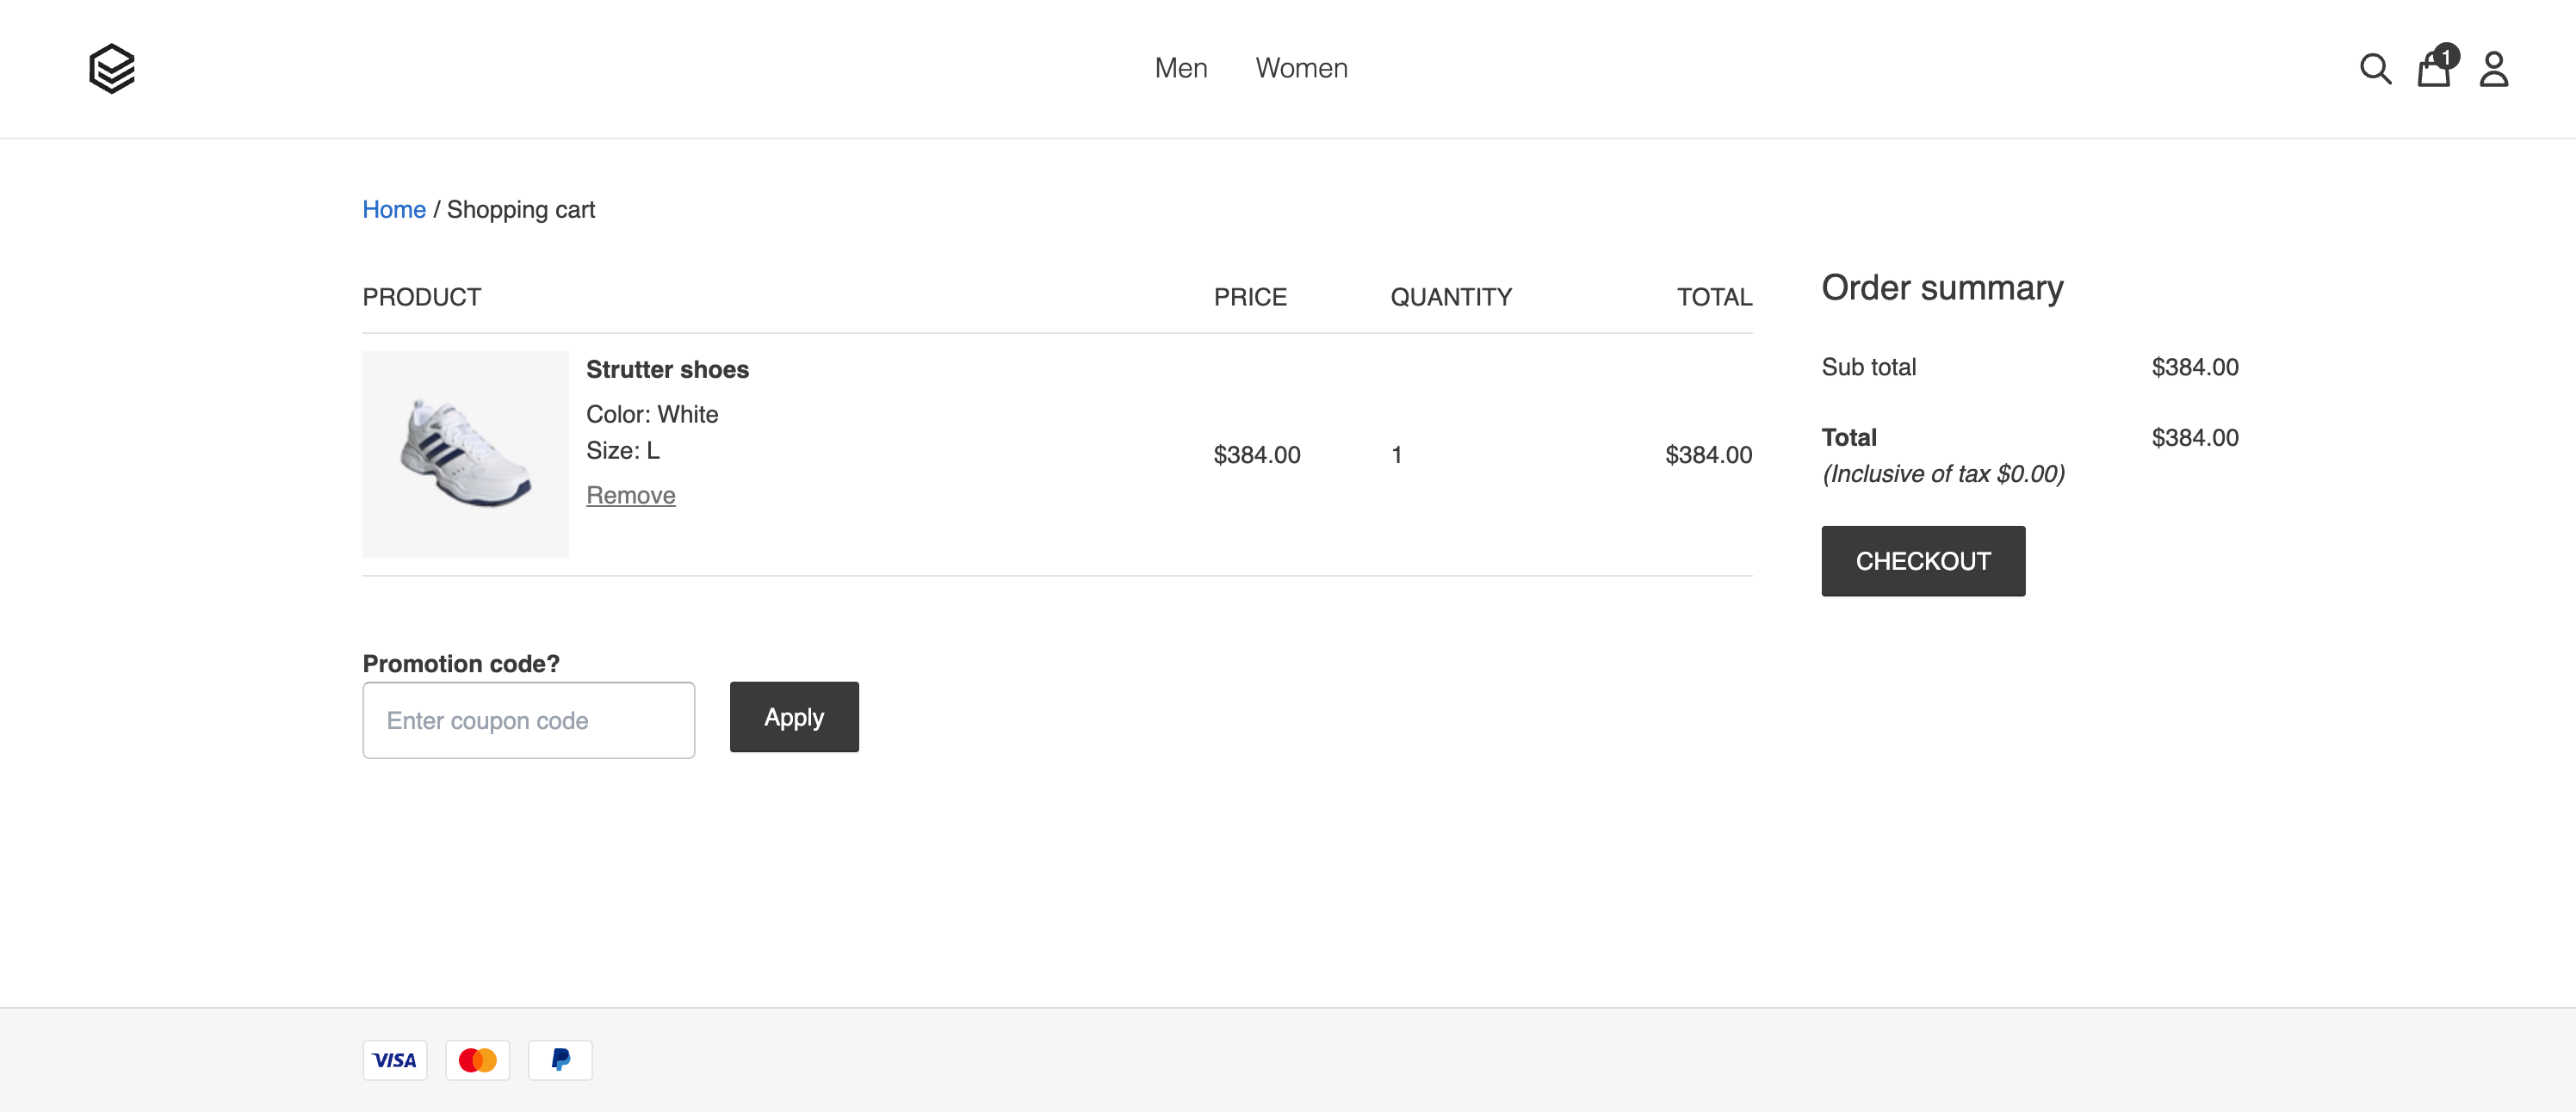 Men Women
1
Home / Shopping cart
PRODUCT PRICE QUANTITY TOTAL
Strutter shoes
Color: White
Size: L
$384.00 1 $384.00
Remove
Order summary
Sub total $384.00
Total $384.00
(Inclusive of tax $0.00)
CHECKOUT
Promotion code?
Enter coupon code
Apply
VISA